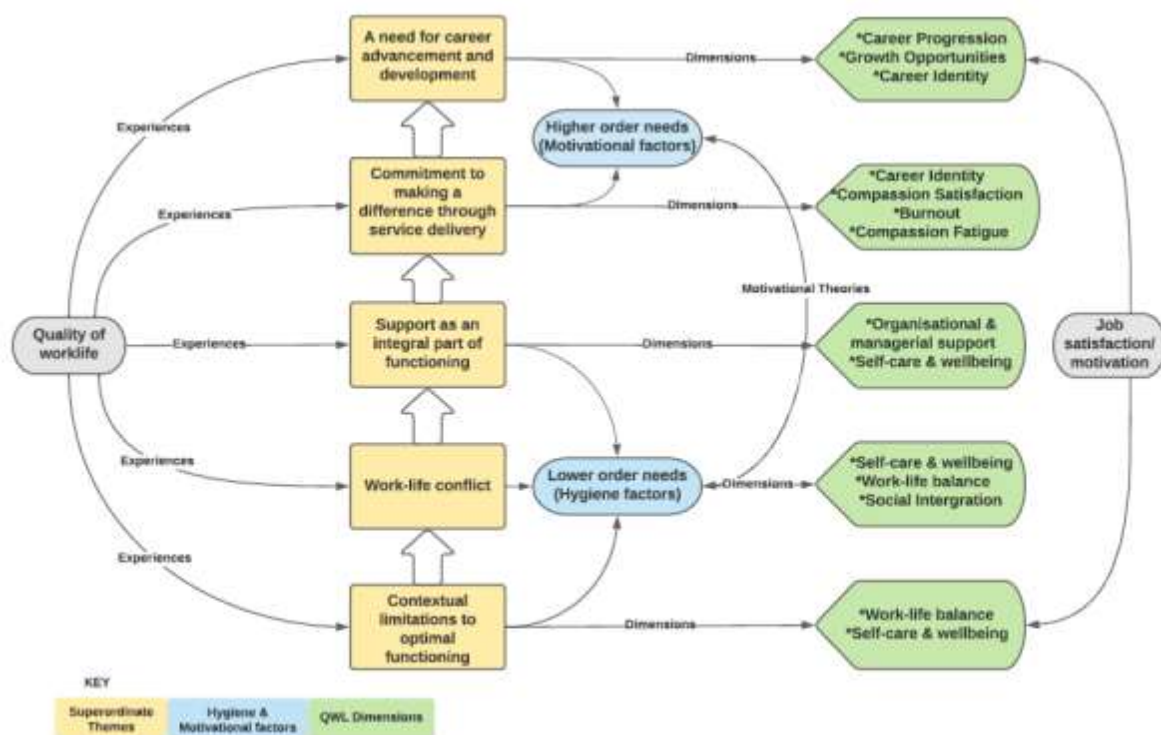 A need for career
advancement and
development
Dimensions
*Career Progression
*Growth Opportunities
*Career Identity
Experiences
Higher order needs
(Motivational factors)
Commitment to
making a
difference through
service delivery
Experiences
Dimensions
*Career Identity
*Compassion Satisfaction
*Burnout
*Compassion Fatigue
Motivational Theories
Quality of
worklife
Experiences
Support as an
integral part of
functioning
Dimensions
*Organisational &
managerial support
*Self-care & wellbeing
Job
satisfaction/
motivation
Experiences
Work-life conflict
Lower order needs
(Hygiene factors)
Dimensions
*Self-care & wellbeing
*Work-life balance
*Social Intergration
Experiences
Contextual
limitations to
optimal
functioning
Dimensions
*Work-life balance
*Self-care & wellbeing
KEY
Superordinate
Themes
Hygiene &
Motivational factors
QWL Dimensions